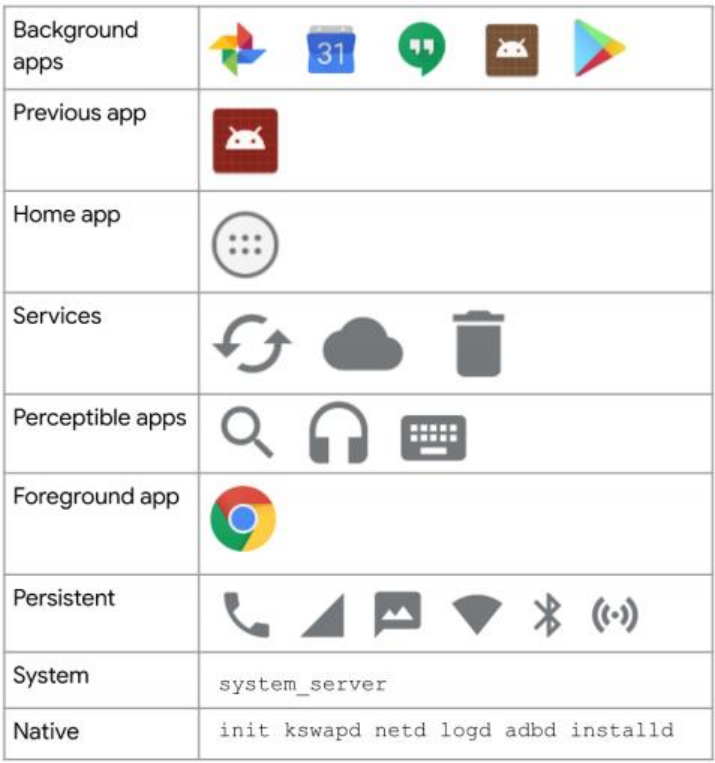 Background
apps
31
Previous app
Home app
Services
Perceptible apps
Foreground app
Persistent
System
system_server
Native
init kswapd netd logd adbd installd